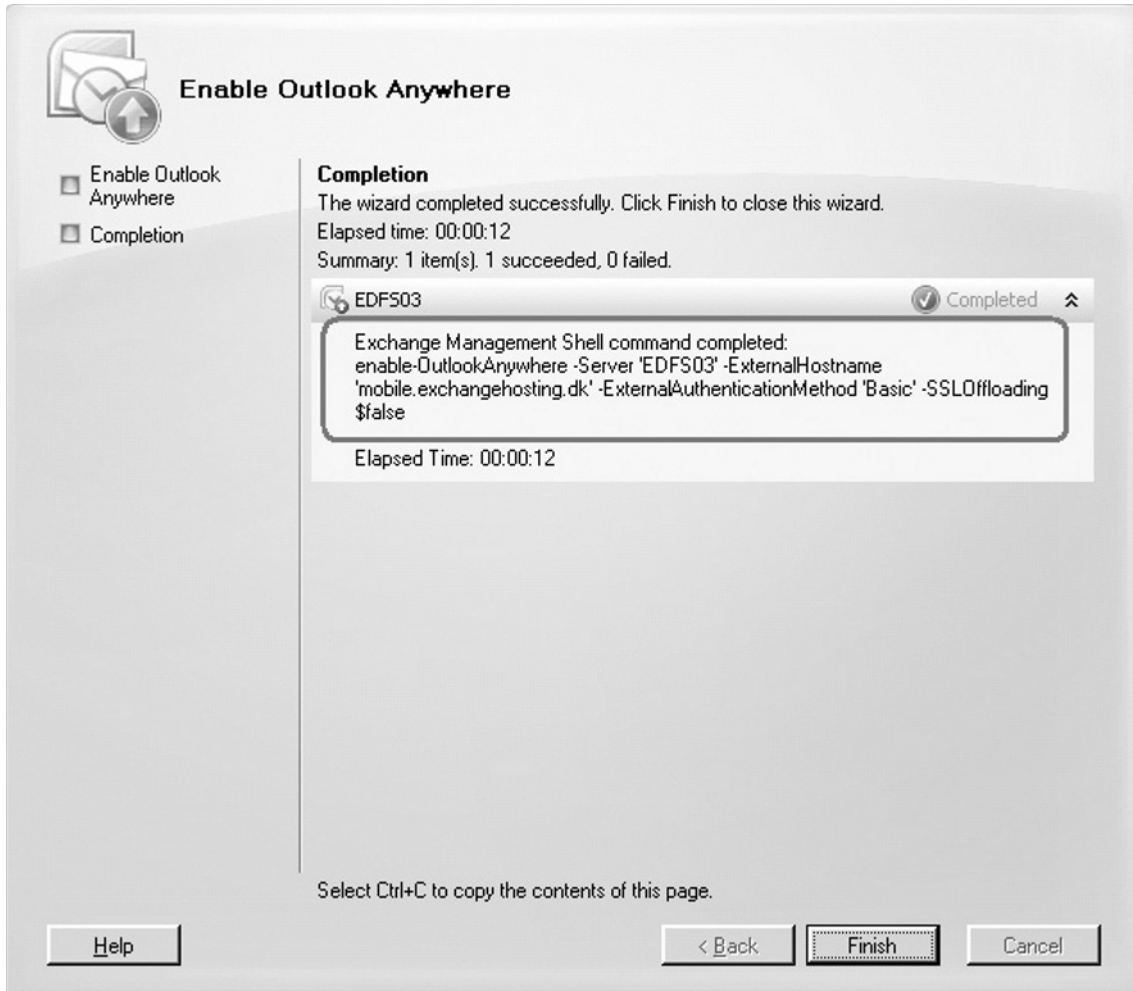 Enable Outlook Anywhere
Enable Outlook
Anywhere
Completion
Completion
The wizard completed successfully. Click Finish to close this wizard.
Elapsed time: 00:00:12
Summary: 1 item(s). 1 succeeded, 0 failed.
EDFS03 Completed
Exchange Management Shell command completed:
enable-OutlookAnywhere -Server 'EDFS03' -ExternalHostname
'mobile.exchangehosting.dk' -ExternalAuthenticationMethod 'Basic' -SSLOffloading
$false
Elapsed Time: 00:00:12
Select Ctrl+C to copy the contents of this page.
Help < Back Finish Cancel